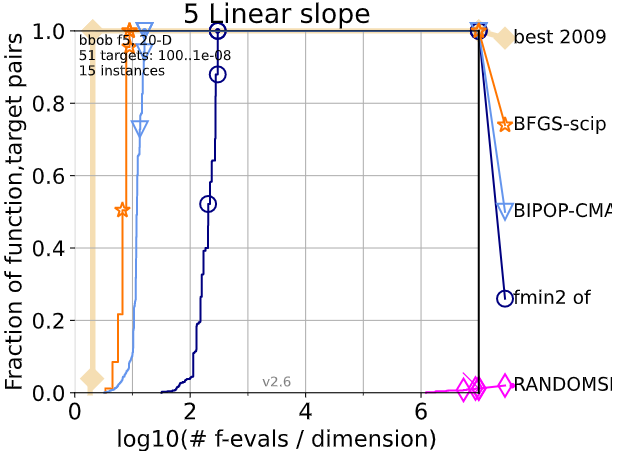 5 Linear slope
bbob f5, 20-D
51 targets: 100..1e-08
15 instances
Fraction of function,target pairs
1.0
0.8
0.6
0.4
0.2
0.0
0
2
4
6
log10(# f-evals / dimension)
v2.6
best 2009
BFGS-scip
BIPOP-CMA
fmin2 of
RANDOMSE